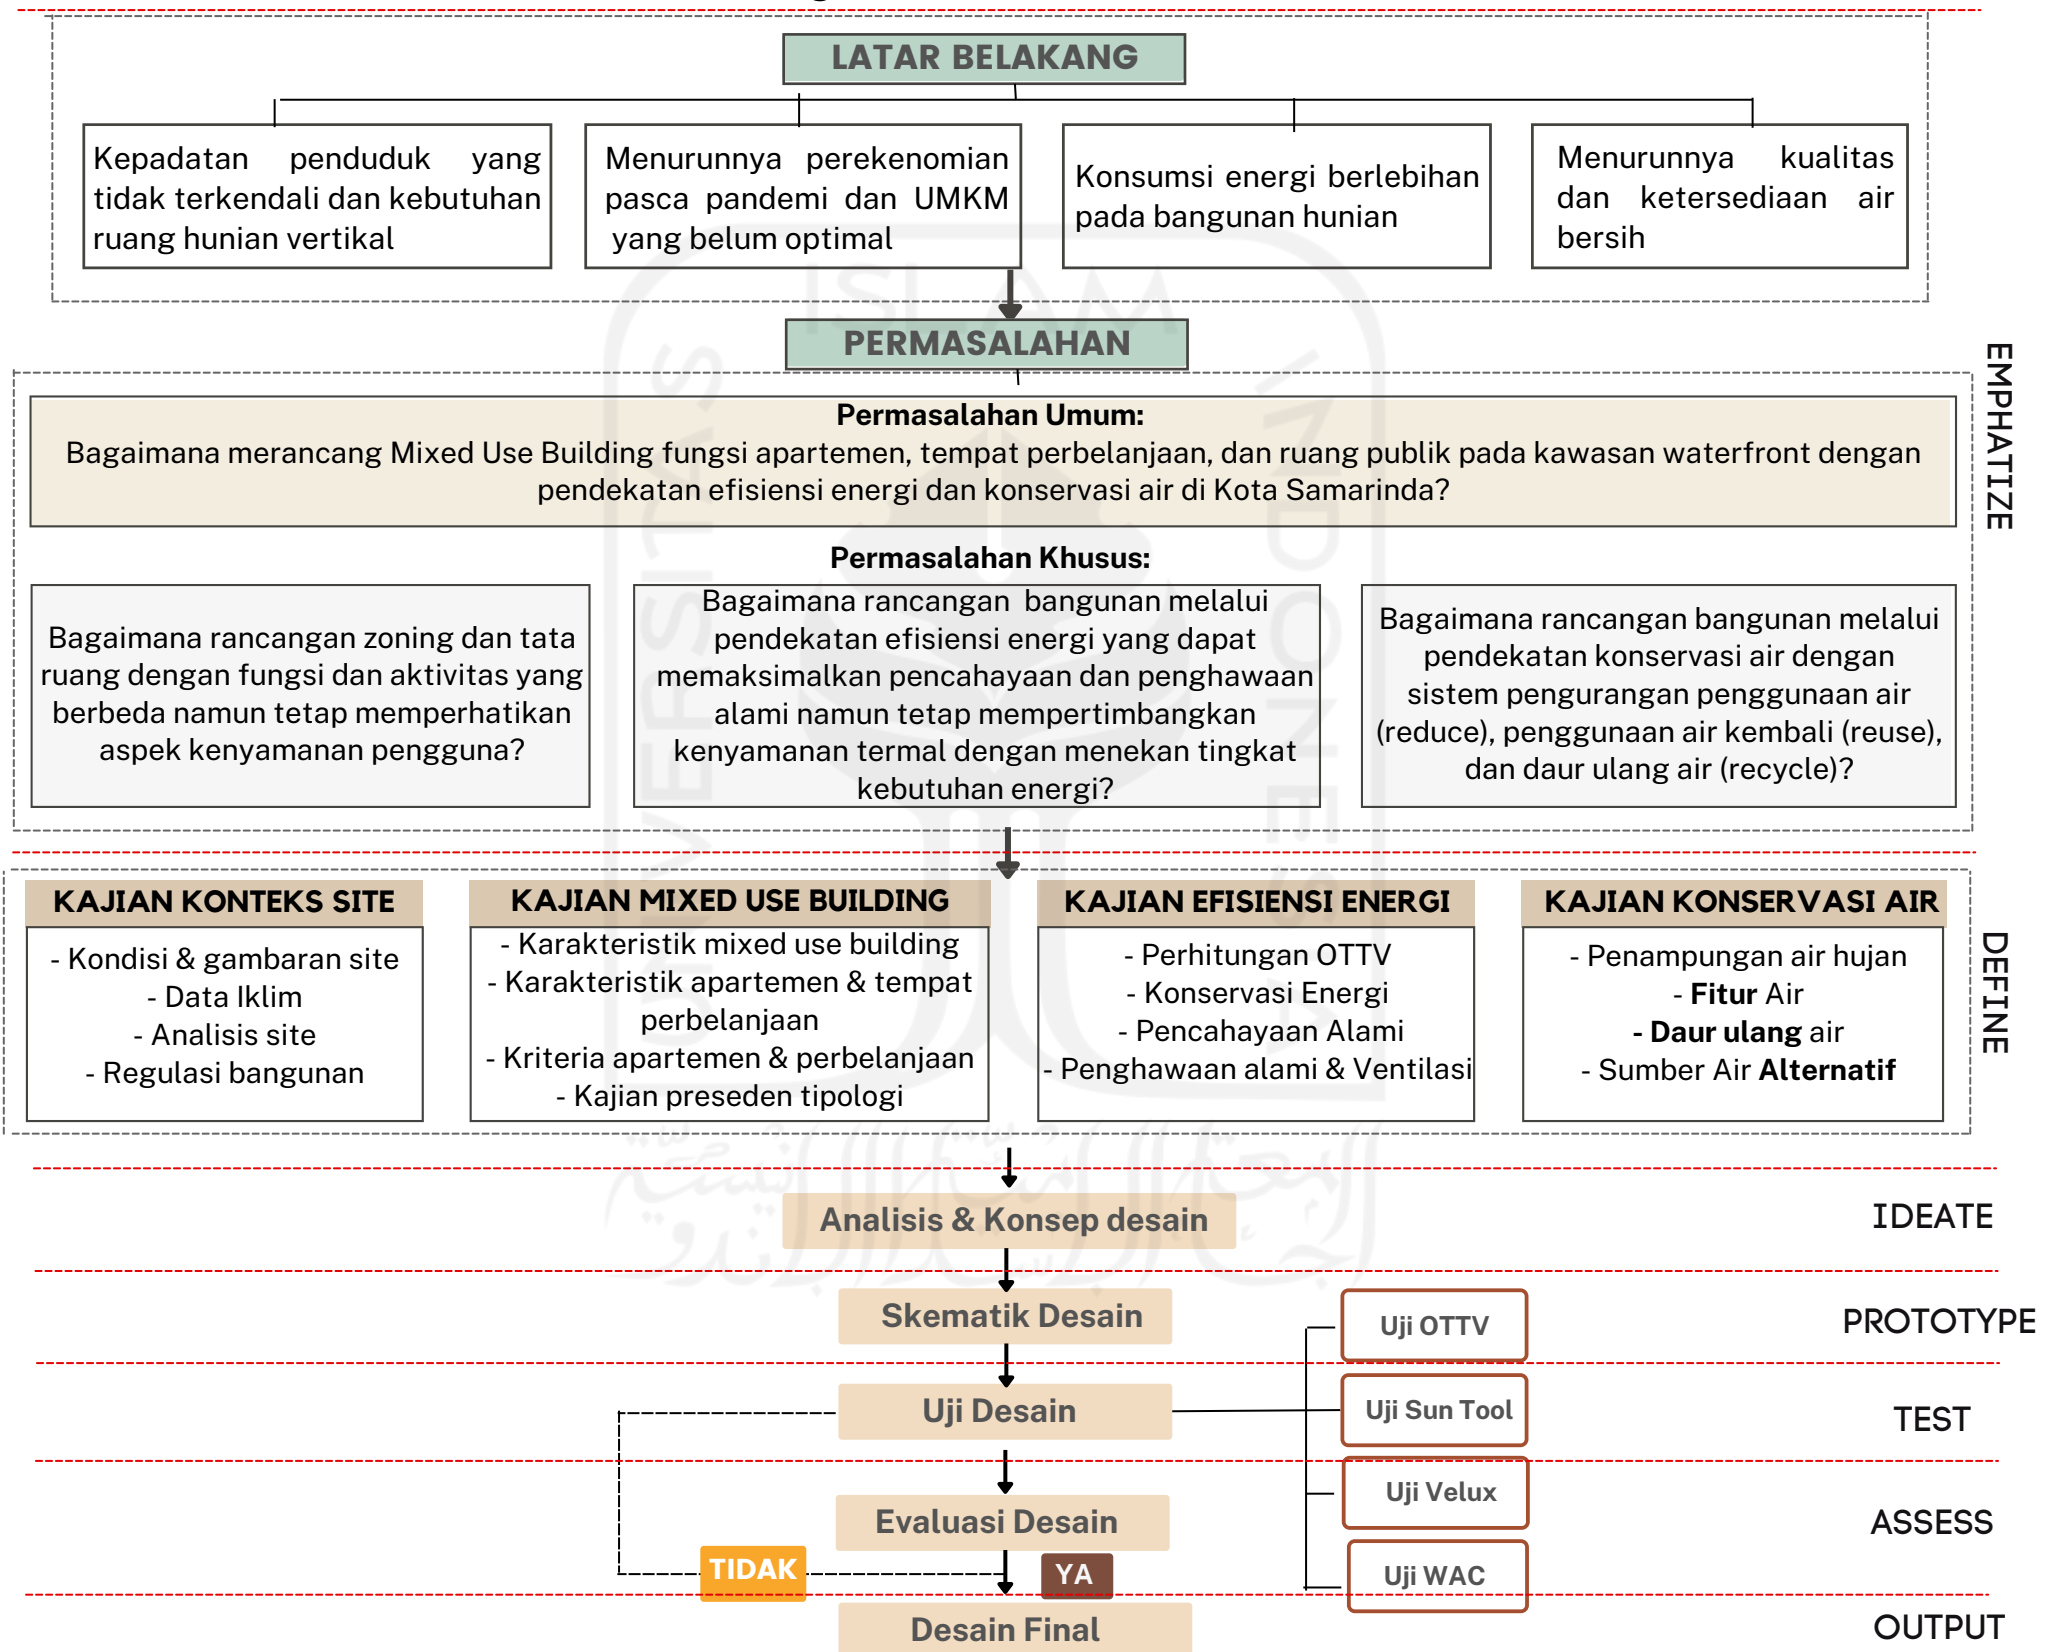 LATAR BELAKANG
Kepadatan penduduk yang
tidak terkendali dan kebutuhan
ruang hunian vertikal
Menurunnya perekenomian
pasca pandemi dan UMKM
yang belum optimal
Konsumsi energi berlebihan
pada bangunan hunian
Menurunnya kualitas
dan ketersediaan air
bersih
PERMASALAHAN
EMPHATIZE
Permasalahan Umum:
Bagaimana merancang Mixed Use Building fungsi apartemen, tempat perbelanjaan, dan ruang publik pada kawasan waterfront dengan
pendekatan efisiensi energi dan konservasi air di Kota Samarinda?
Permasalahan Khusus:
Bagaimana rancangan zoning dan tata
ruang dengan fungsi dan aktivitas yang
berbeda namun tetap memperhatikan
aspek kenyamanan pengguna?
Bagaimana rancangan bangunan melalui
pendekatan efisiensi energi yang dapat
memaksimalkan pencahayaan dan penghawaan
alami namun tetap mempertimbangkan
kenyamanan termal dengan menekan tingkat
kebutuhan energi?
Bagaimana rancangan bangunan melalui
pendekatan konservasi air dengan
sistem pengurangan penggunaan air
(reduce), penggunaan air kembali (reuse),
dan daur ulang air (recycle)?
KAJIAN KONTEKS SITE
- Kondisi & gambaran site
- Data Iklim
- Analisis site
- Regulasi bangunan
KAJIAN MIXED USE BUILDING
- Karakteristik mixed use building
- Karakteristik apartemen & tempat
perbelanjaan
- Kriteria apartemen & perbelanjaan
- Kajian preseden tipologi
KAJIAN EFISIENSI ENERGI
- Perhitungan OTTV
- Konservasi Energi
- Pencahayaan Alami
- Penghawaan alami & Ventilasi
KAJIAN KONSERVASI AIR
- Penampungan air hujan
- Fitur Air
- Daur ulang air
- Sumber Air Alternatif
DEFINE
Analisis & Konsep desain
IDEATE
Skematik Desain
Uji OTTV
PROTOTYPE
Uji Desain
Uji Sun Tool
TEST
Uji Velux
Evaluasi Desain
ASSESS
TIDAK
YA
Uji WAC
Desain Final
OUTPUT
UNIVERSITAS
ISLAM
INDONESIA